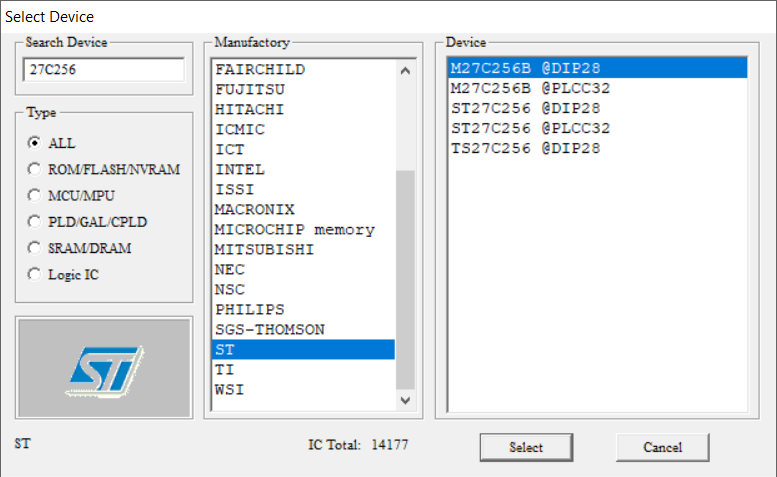 Select Device
Search Device
27C256
Type
ALL
ROM/FLASH/NVRAM
MCU/MPU
PLD/GAL/CPLD
SRAM/DRAM
Logic IC
ST
ST
Manufactory
FAIRCHILD
FUJITSU
HITACHI
ICMIC
ICT
INTEL
ISSI
MACRONIX
MICROCHIP memory
MITSUBISHI
NEC
NSC
PHILIPS
SGS-THOMSON
ST
TI
WSI
Device
M27C256B @DIP28
M27C256B @PLCC32
ST27C256 @DIP28
ST27C256 @PLCC32
TS27C256 @DIP28
IC Total: 14177
Select
Cancel